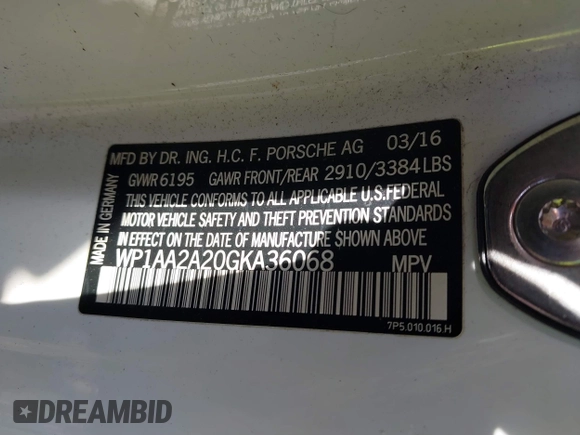 MFD BY DR. ING. H.C. F. PORSCHE AG 03/16
GVWR 6195 GAWR FRONT/REAR 2910/3384LBS
THIS VEHICLE CONFORMS TO ALL APPLICABLE U.S. FEDERAL
MOTOR VEHICLE SAFETY AND THEFT PREVENTION STANDARDS
IN EFFECT ON THE DATE OF MANUFACTURE SHOWN ABOVE
WP1AA2A20GKA36068 MPV
MADE IN GERMANY
7P5.010.016 H
DREAMBID